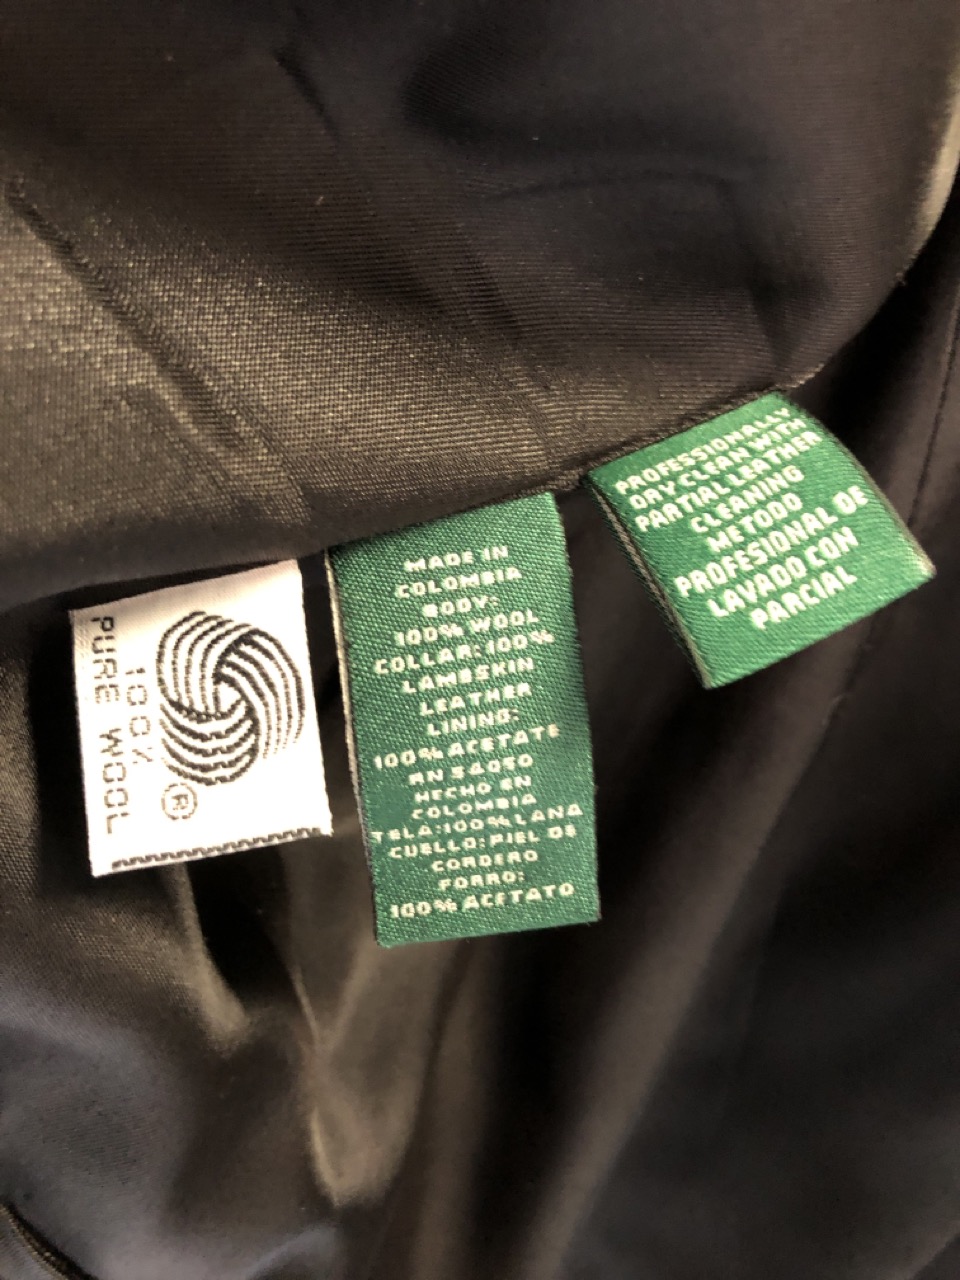 100%
PURE WOOL
®
MADE IN
COLOMBIA
BODY:
100% WOOL
COLLAR:100%
LAMBSKIN
LEATHER
LINING:
100% ACETATE
RN 54050
HECHO EN
COLOMBIA
TELA:100% LANA
CUELLO:PIEL DE
CORDERO
FORRO:
100% ACETATO
PROFESSIONALLY
DRY CLEAN WITH
PARTIAL LEATHER
CLEANING
METODO
PROFESIONAL DE
LAVADO CON
PARCIAL